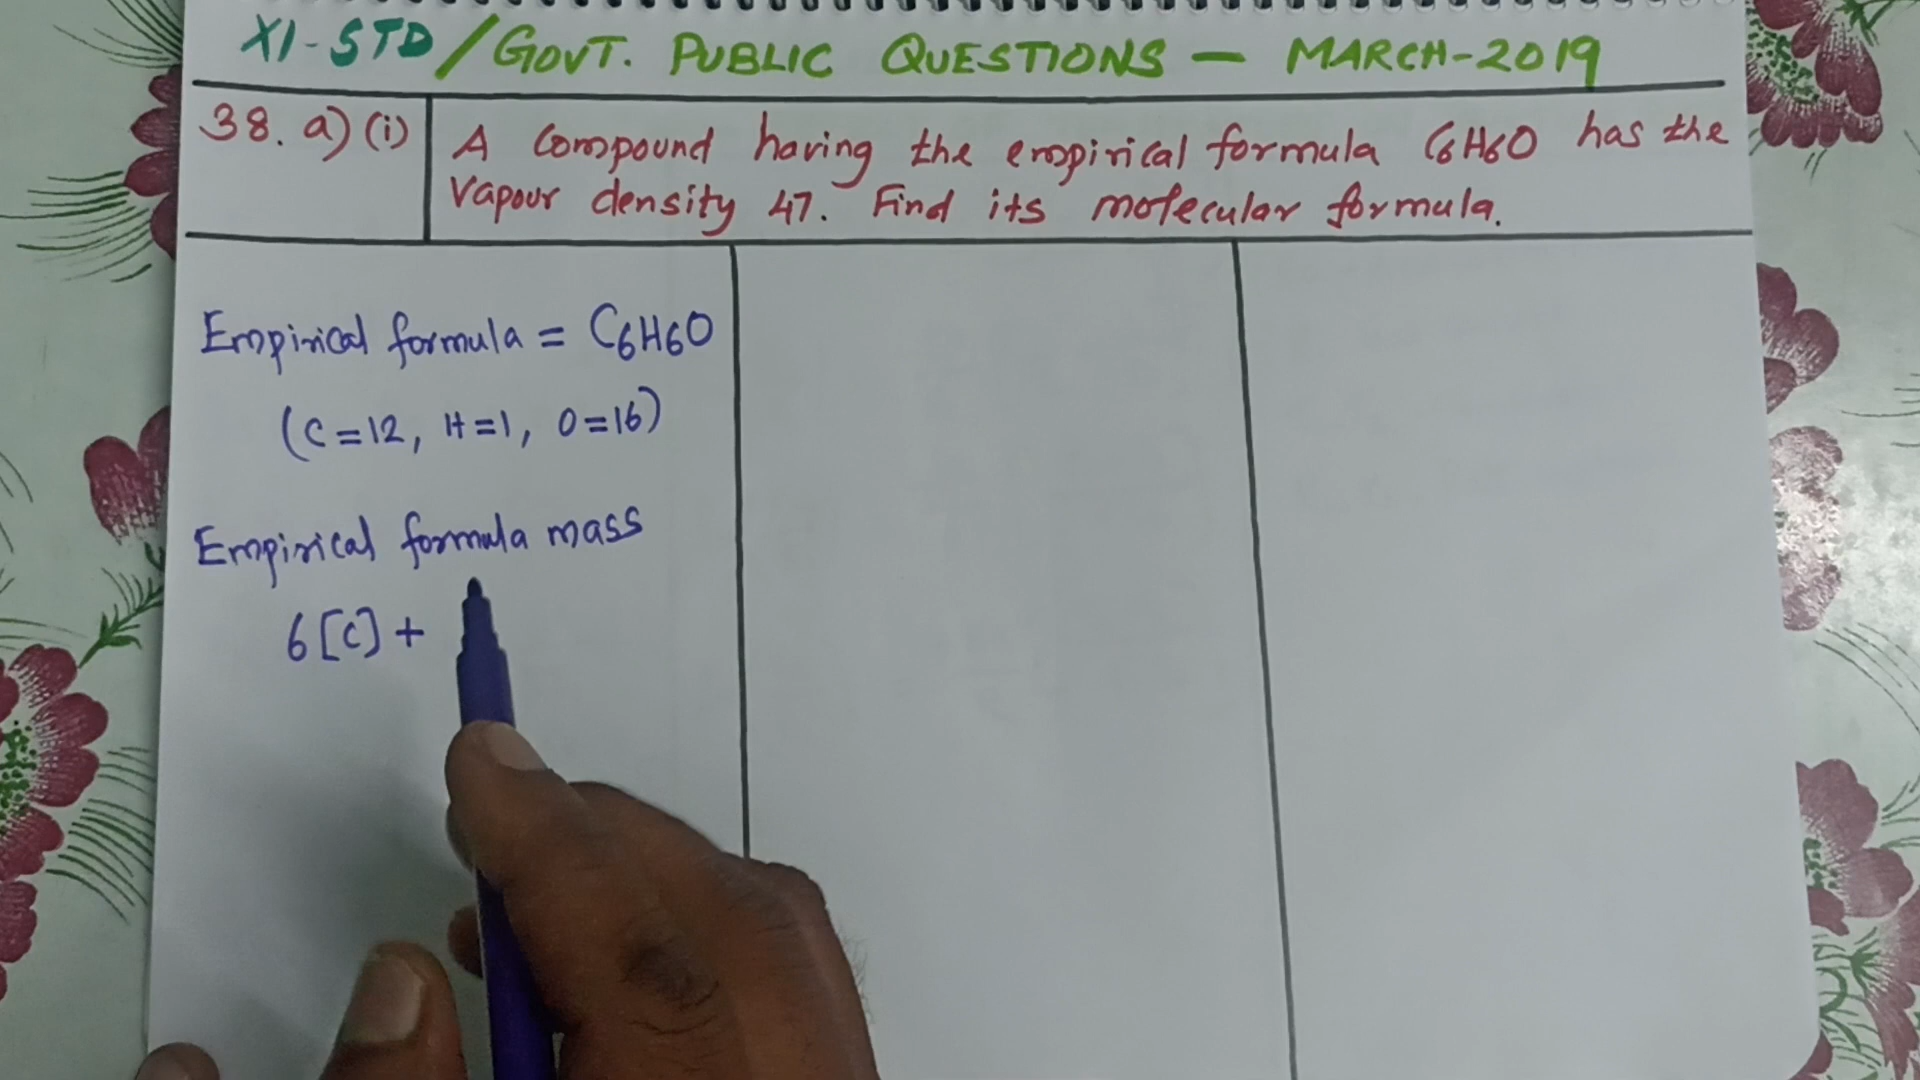 XI-STD/GOVT. PUBLIC QUESTIONS – MARCH-2019
38. a) (i) A Compound having the empirical formula C6H6O has the
Vapour density 47. Find its molecular formula.
Empirical formula = C6H6O
(C=12, H=1, O=16)
Empirical formula mass
6[C] +